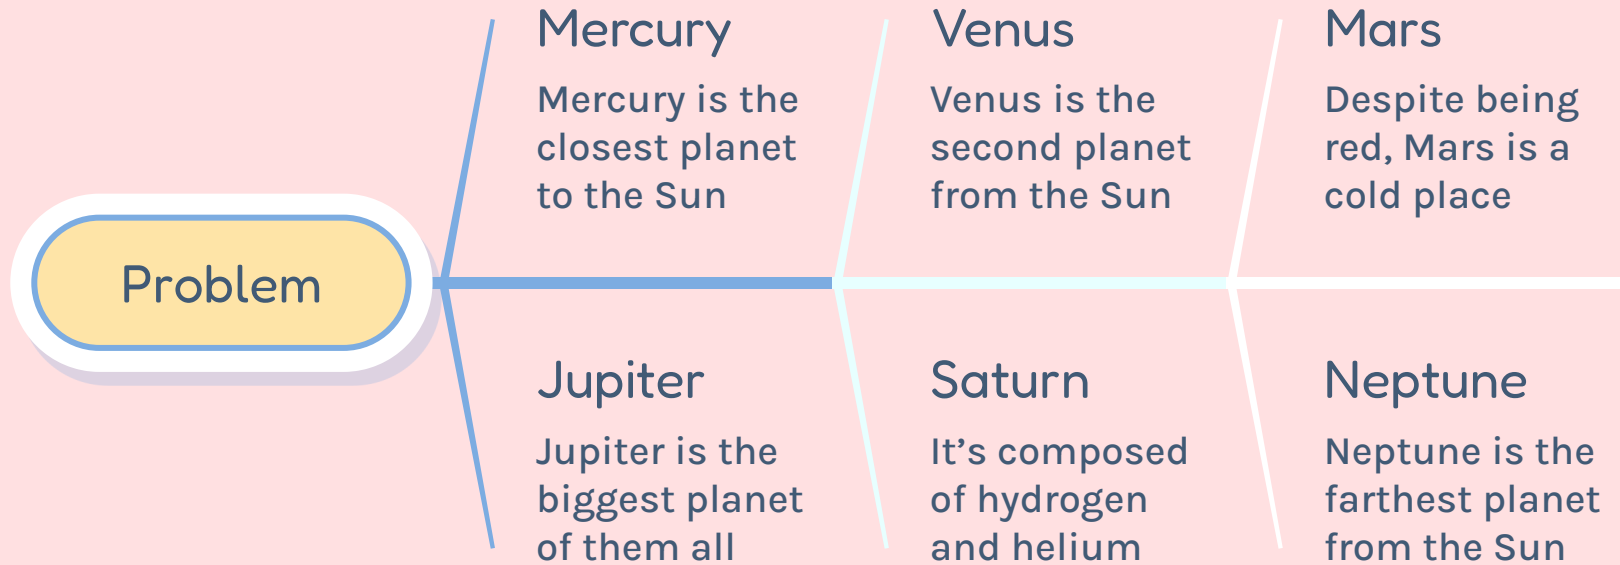 Mercury
Mercury is the
closest planet
to the Sun
Venus
Venus is the
second planet
from the Sun
Mars
Despite being
red, Mars is a
cold place
Problem
Jupiter
Jupiter is the
biggest planet
of them all
Saturn
It’s composed
of hydrogen
and helium
Neptune
Neptune is the
farthest planet
from the Sun